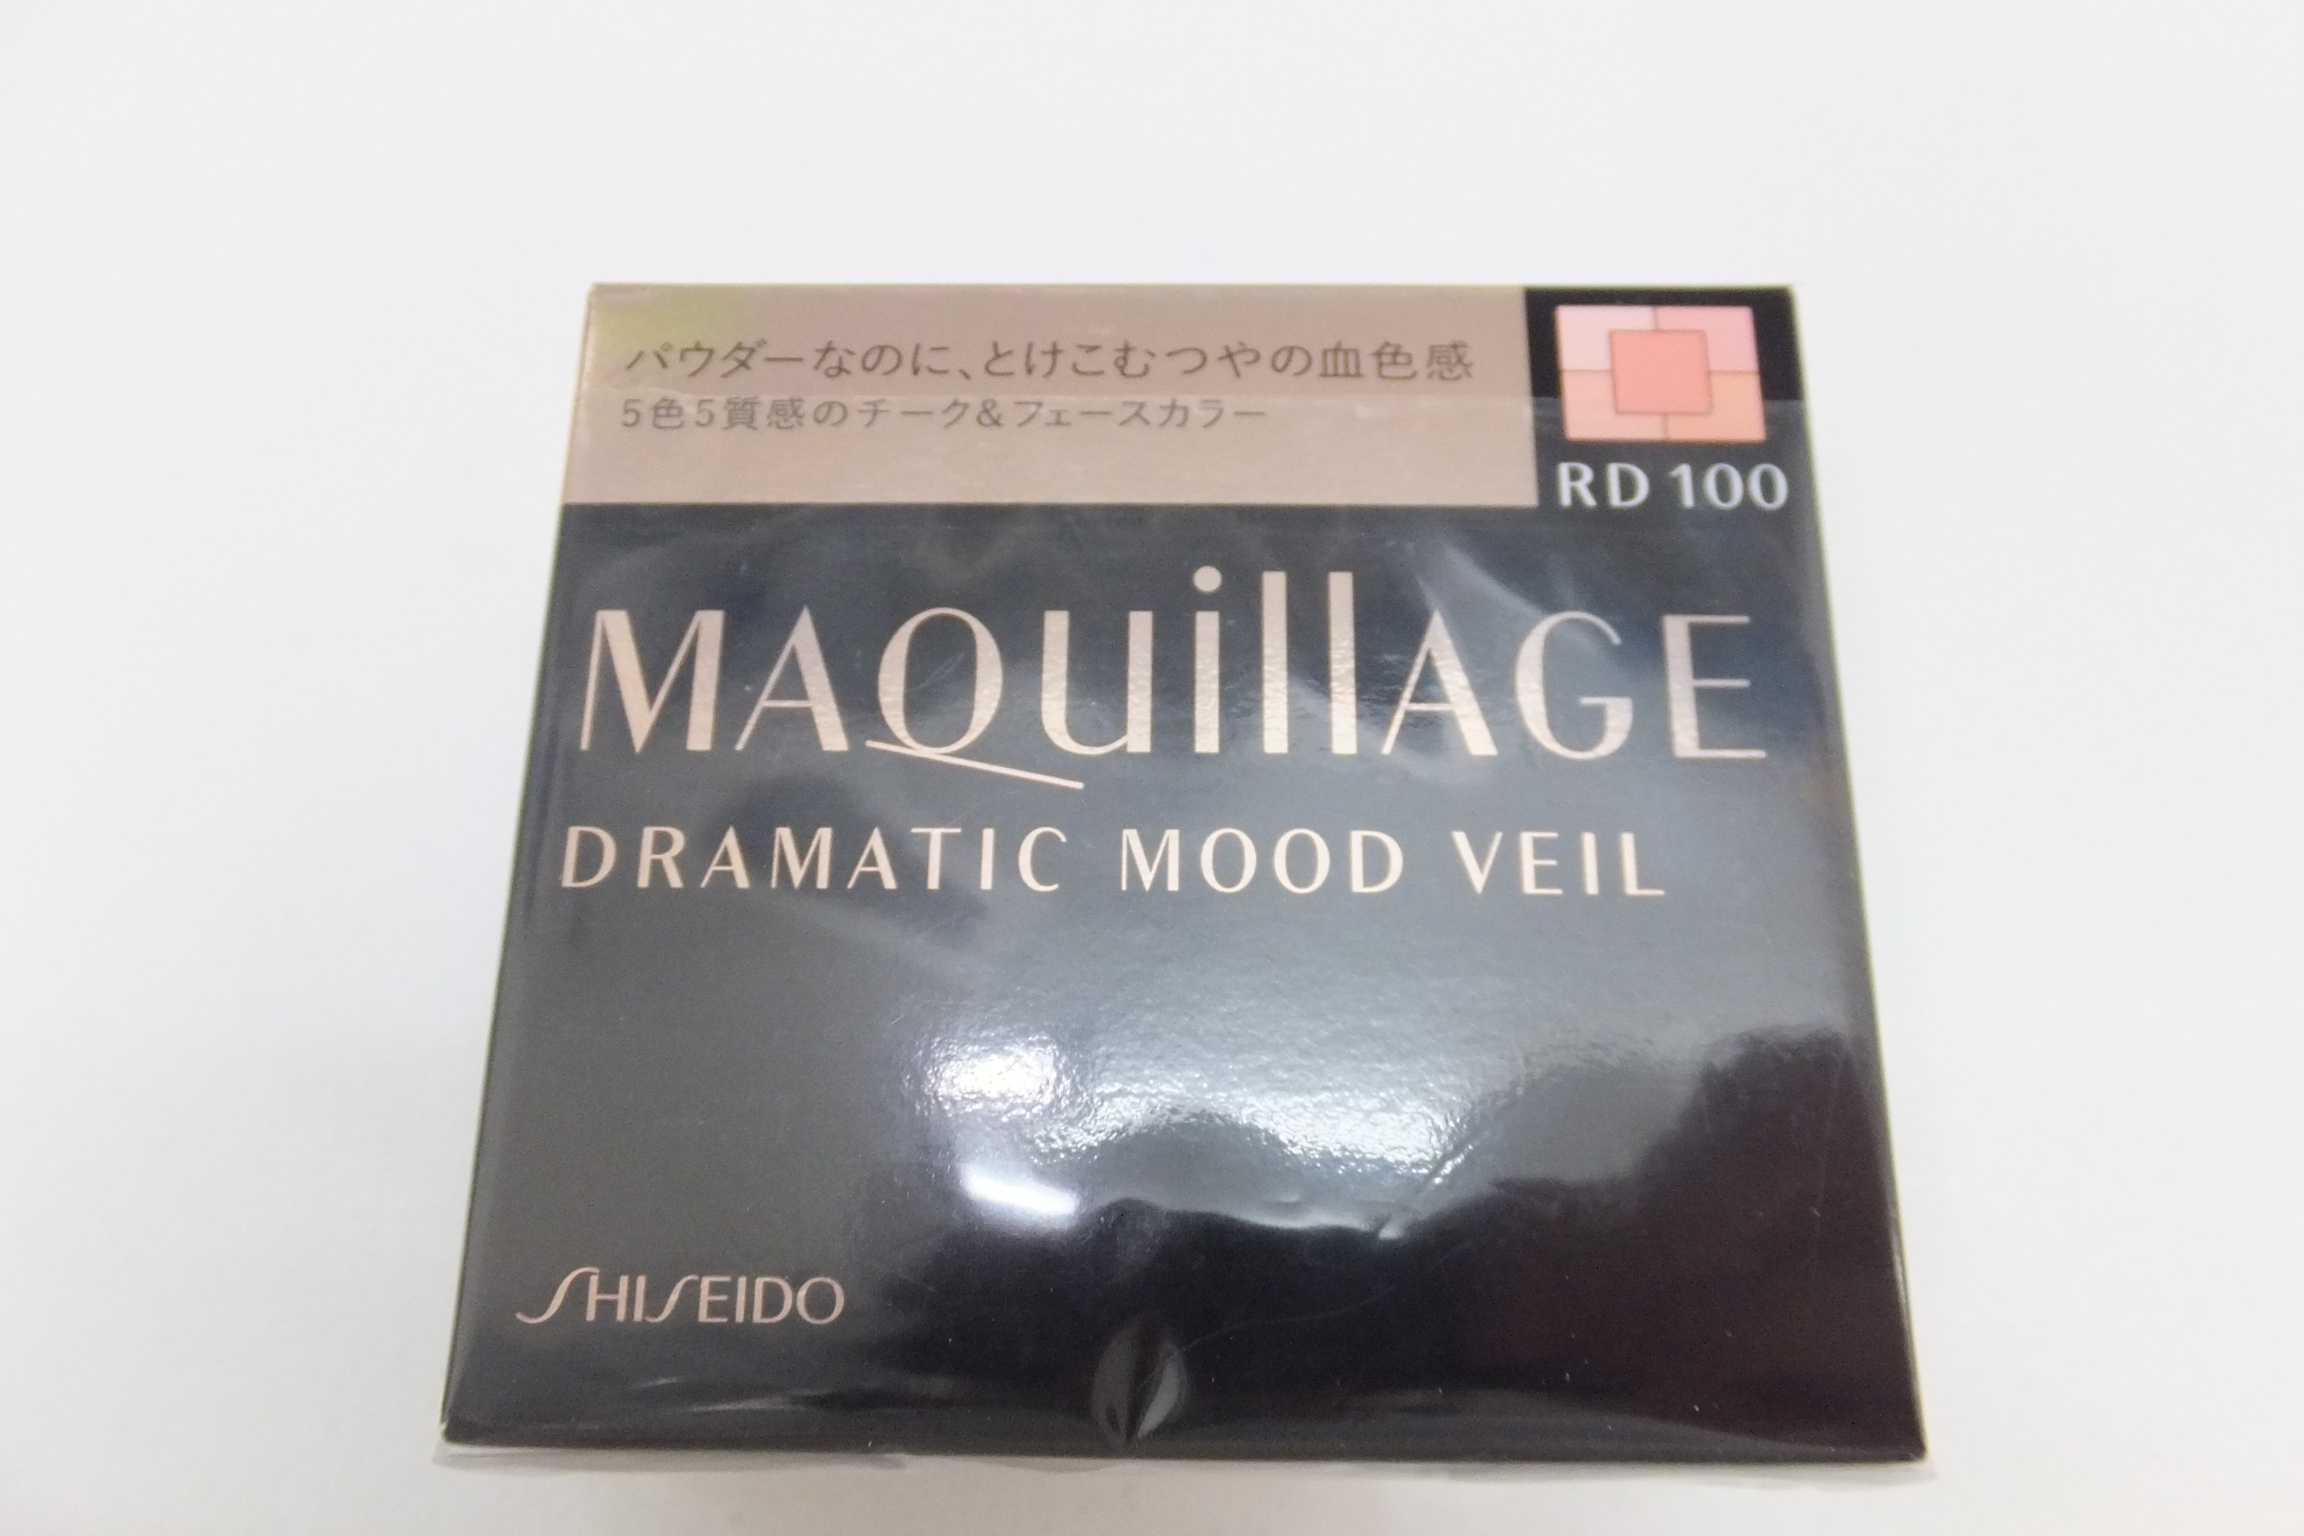 パウダーなのに、とけこむつやの血色感
5色5質感のチーク&フェースカラー
RD 100
MAQuillAGE
DRAMATIC MOOD VEIL
SHISEIDO